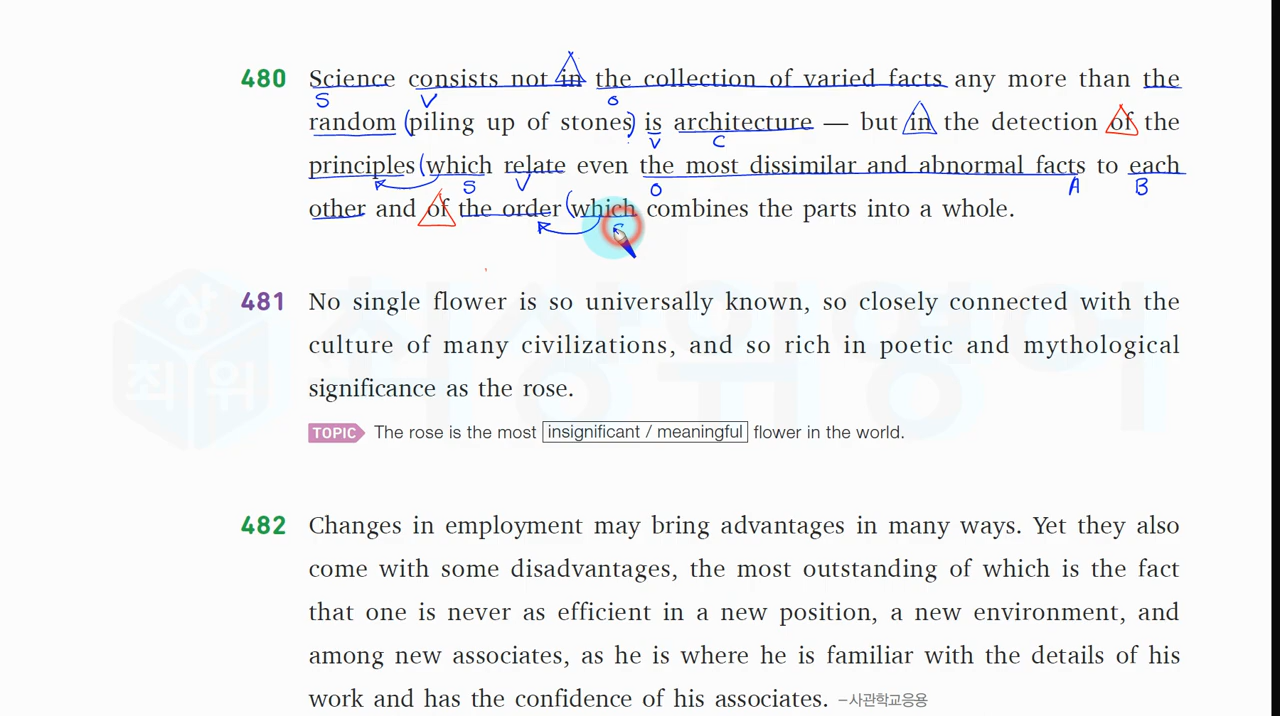 480 Science consists not in the collection of varied facts any more than the
S V O
random (piling up of stones) is architecture — but in the detection of the
V C
principles (which relate even the most dissimilar and abnormal facts to each
S V O A B
other and of the order (which combines the parts into a whole.
S
481 No single flower is so universally known, so closely connected with the
culture of many civilizations, and so rich in poetic and mythological
significance as the rose.
TOPIC The rose is the most insignificant / meaningful flower in the world.
482 Changes in employment may bring advantages in many ways. Yet they also
come with some disadvantages, the most outstanding of which is the fact
that one is never as efficient in a new position, a new environment, and
among new associates, as he is where he is familiar with the details of his
work and has the confidence of his associates. –사관학교응용
상
최 위
최상위영어